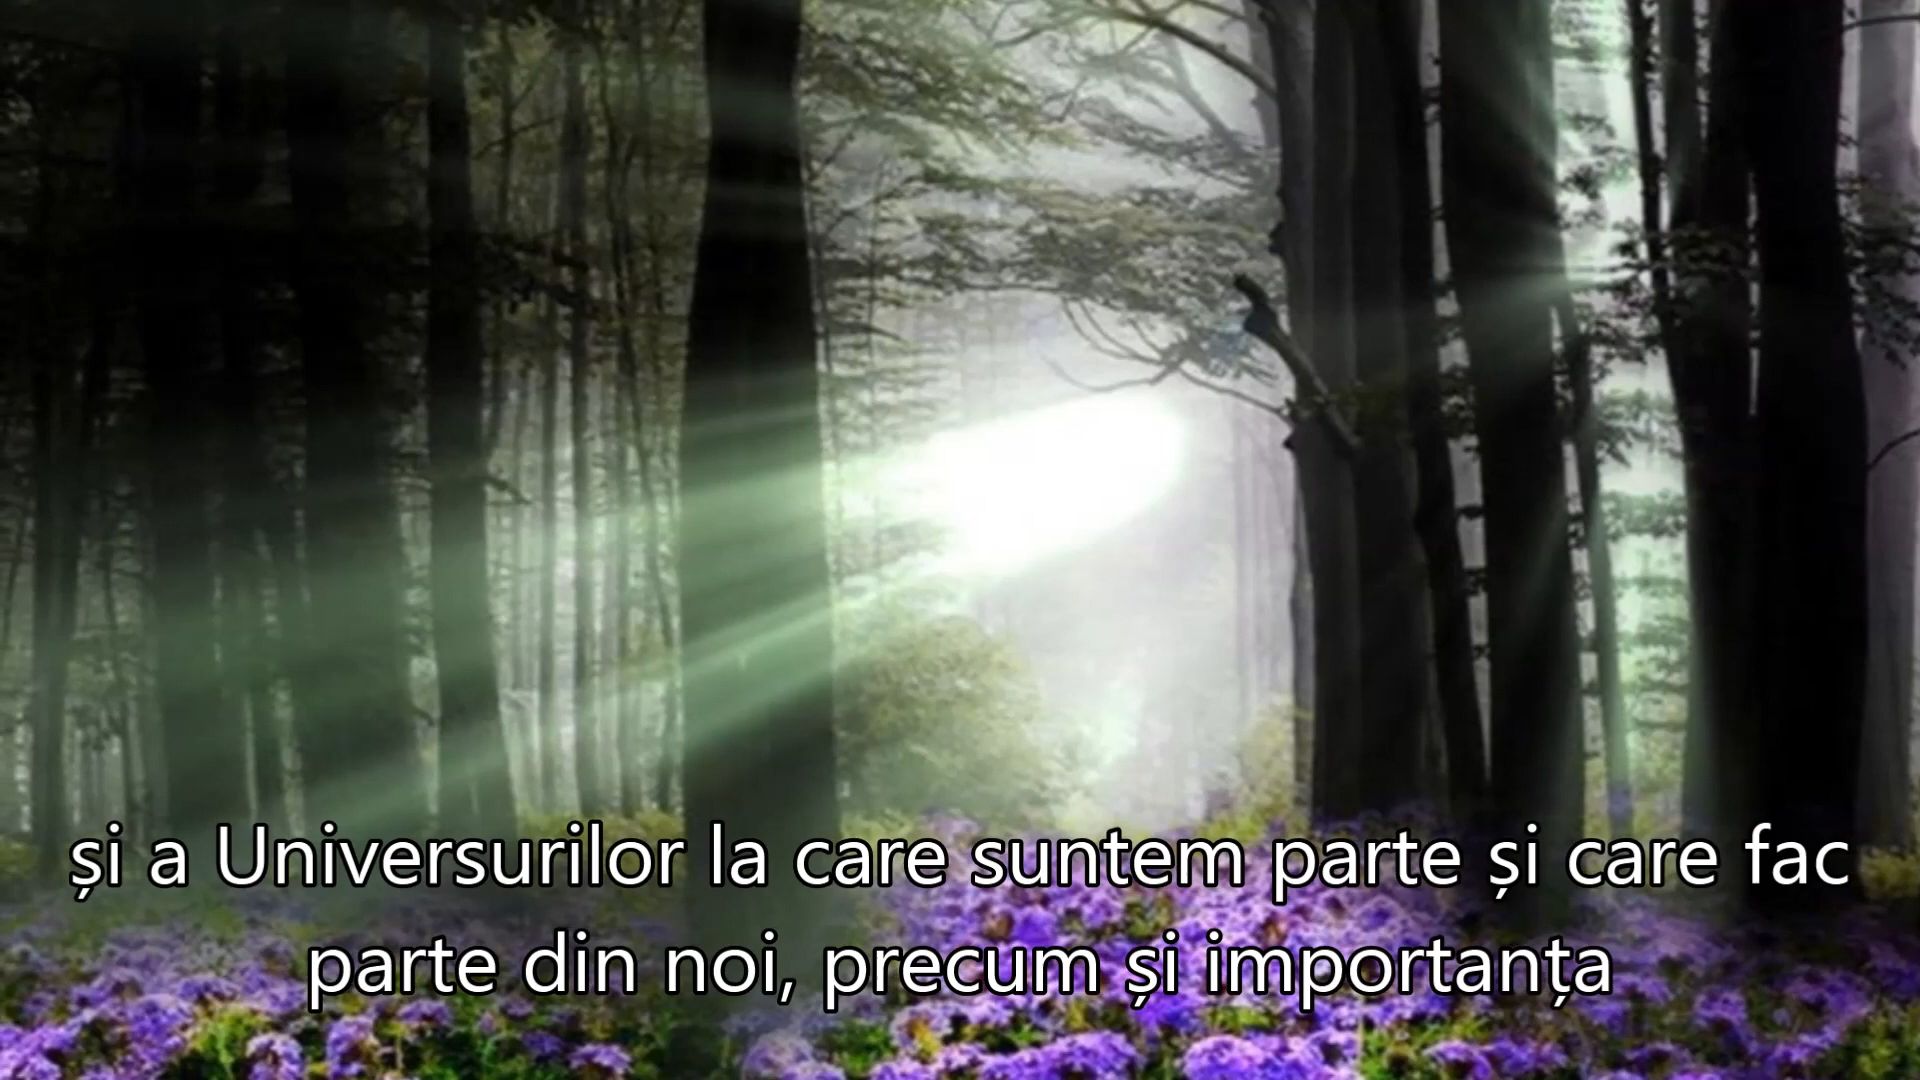 și a Universurilor la care suntem parte și care fac
parte din noi, precum și importanța